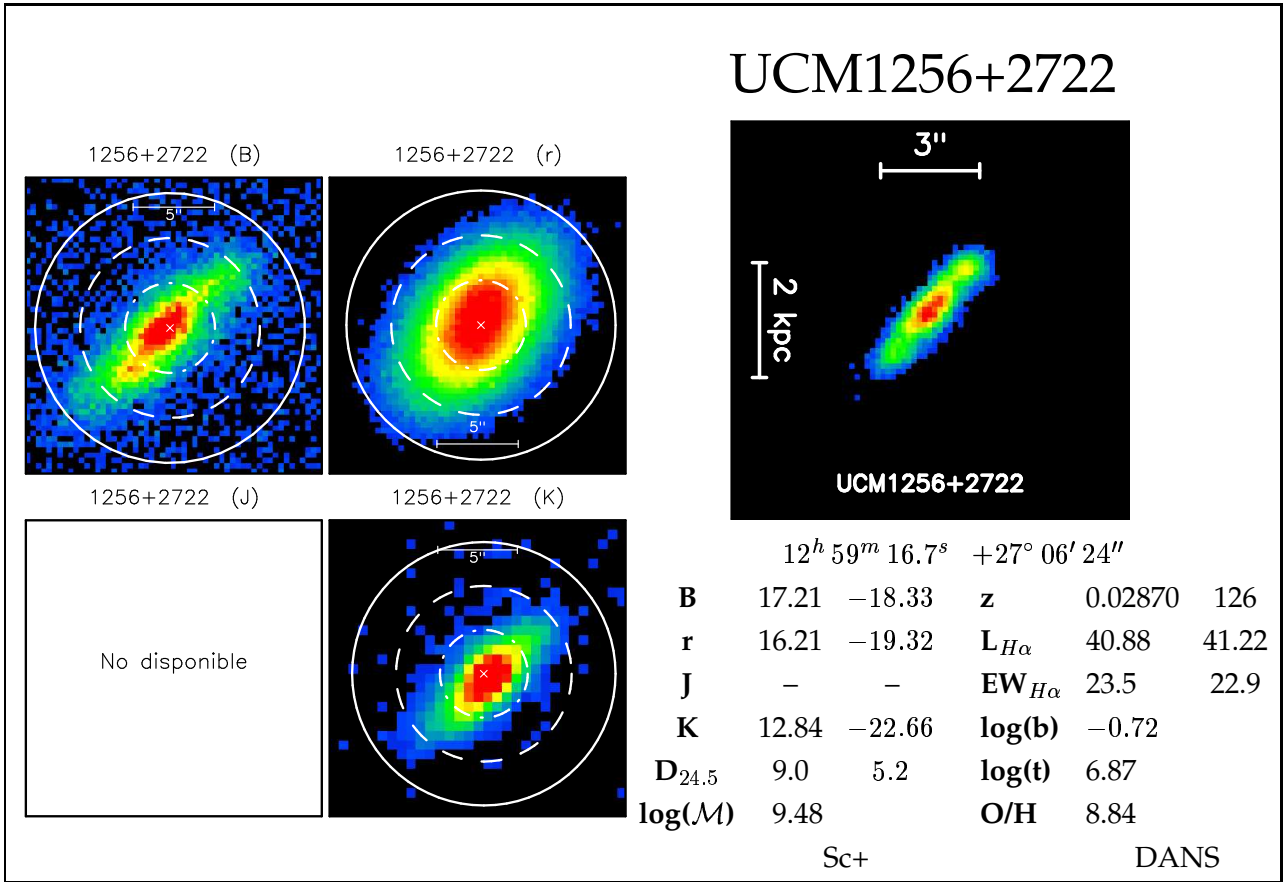 UCM1256+2722
1256+2722 (B)
1256+2722 (r)
5"
5"
3"
2 kpc
UCM1256+2722
1256+2722 (J)
1256+2722 (K)
No disponible
5"
12h 59m 16.7s +27° 06′ 24″
B 17.21 −18.33 z 0.02870 126
r 16.21 −19.32 LHα 40.88 41.22
J – – EWHα 23.5 22.9
K 12.84 −22.66 log(b) −0.72
D24.5 9.0 5.2 log(t) 6.87
log(M) 9.48 O/H 8.84
Sc+ DANS